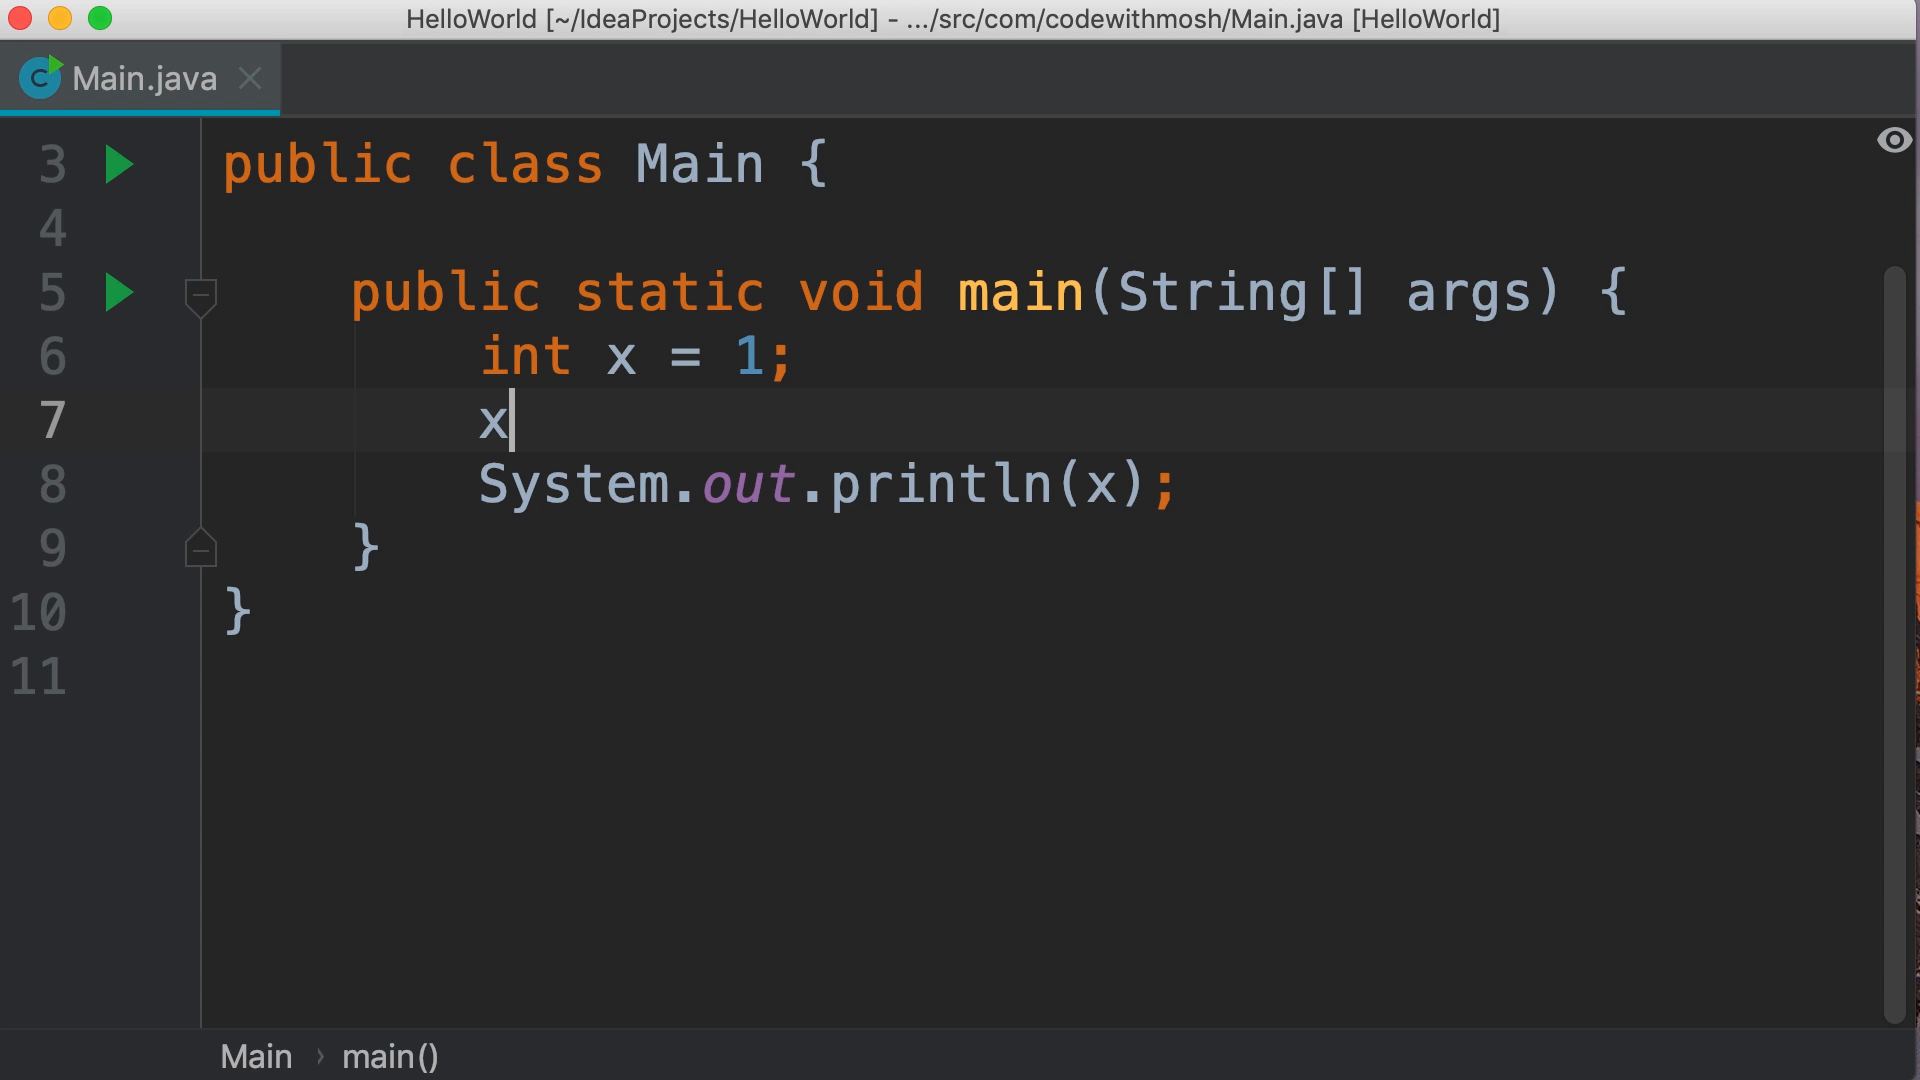 HelloWorld [~/IdeaProjects/HelloWorld] - .../src/com/codewithmosh/Main.java [HelloWorld]
C Main.java
3 public class Main {
4
5 public static void main(String[] args) {
6 int x = 1;
7 x
8 System.out.println(x);
9 }
10 }
11
Main › main()